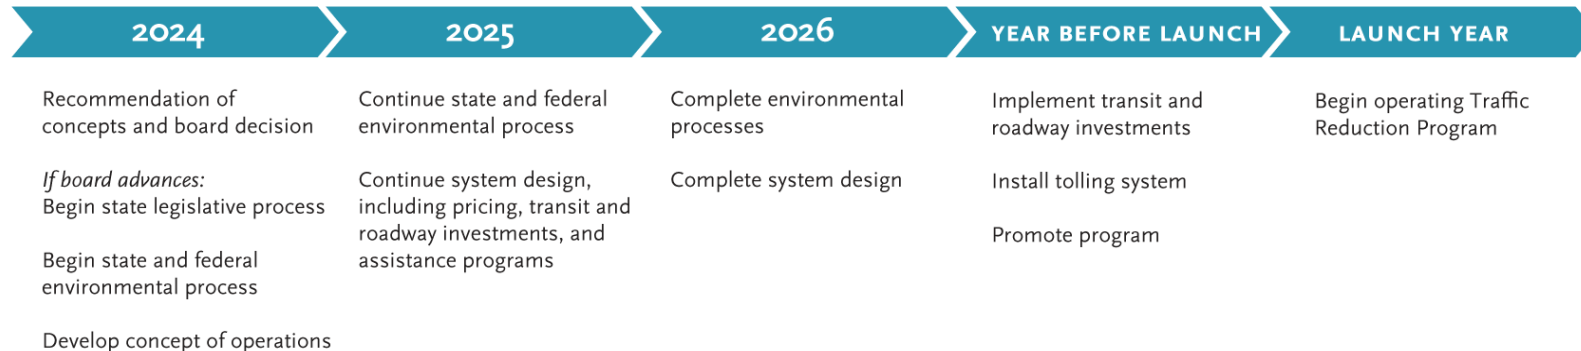 2024
Recommendation of
concepts and board decision
If board advances:
Begin state legislative process
Begin state and federal
environmental process
Develop concept of operations
2025
Continue state and federal
environmental process
Continue system design,
including pricing, transit and
roadway investments, and
assistance programs
2026
Complete environmental
processes
Complete system design
YEAR BEFORE LAUNCH
Implement transit and
roadway investments
Install tolling system
Promote program
LAUNCH YEAR
Begin operating Traffic
Reduction Program